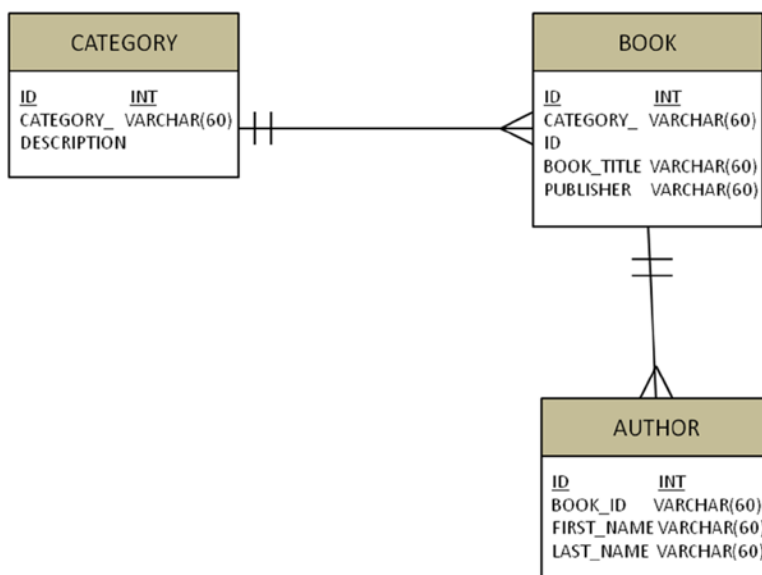 CATEGORY
ID INT
CATEGORY_ VARCHAR(60)
DESCRIPTION
BOOK
ID INT
CATEGORY_ VARCHAR(60)
ID
BOOK_TITLE VARCHAR(60)
PUBLISHER VARCHAR(60)
AUTHOR
ID INT
BOOK_ID VARCHAR(60)
FIRST_NAME VARCHAR(60)
LAST_NAME VARCHAR(60)